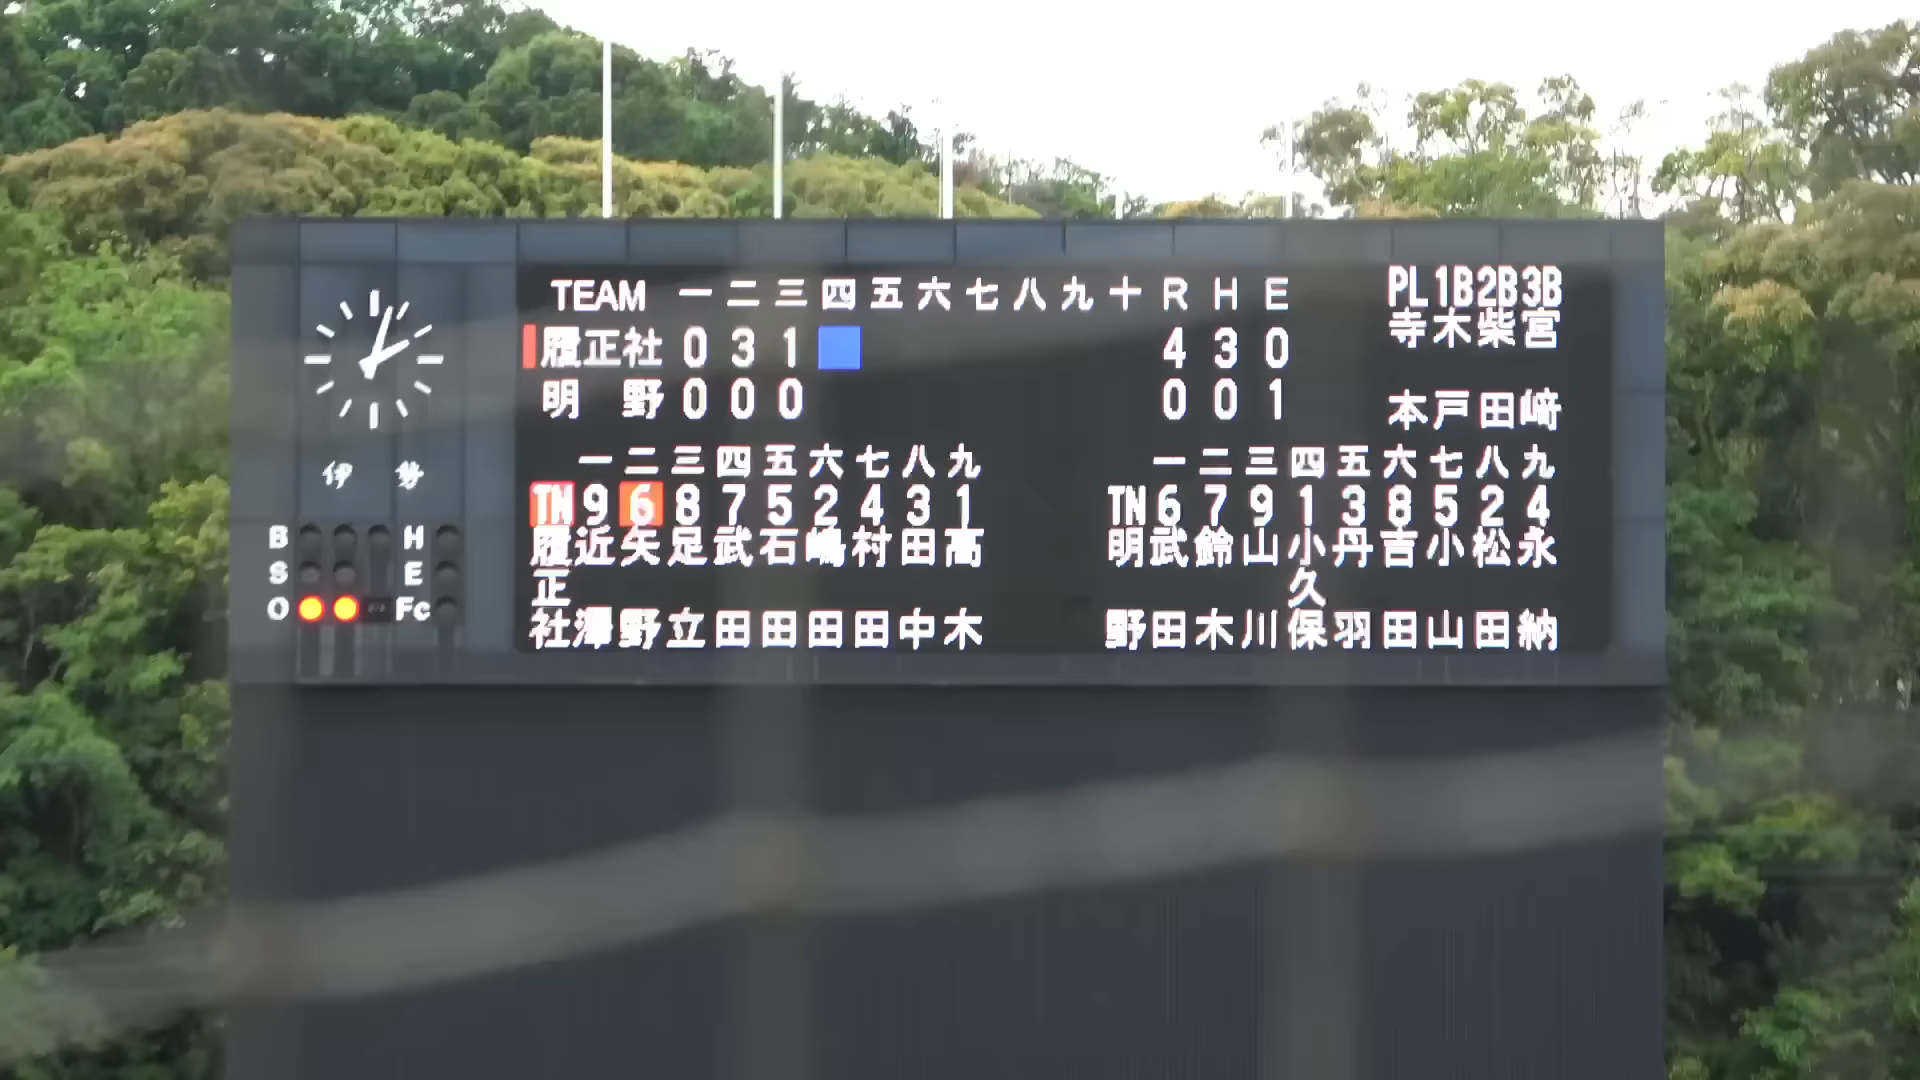 TEAM 一 二 三 四 五 六 七 八 九 十 R H E
履正社 0 3 1 4 3 0
明 野 0 0 0 0 0 1
PL 1B 2B 3B
寺 木 柴 宮
本 戸 田 﨑
伊 勢
B H
S E
O Fc
一 二 三 四 五 六 七 八 九
TN 9 6 8 7 5 2 4 3 1
履 近 矢 足 武 石 嶋 村 田 高
正
社 澤 野 立 田 田 田 田 中 木
一 二 三 四 五 六 七 八 九
TN 6 7 9 1 3 8 5 2 4
明 武 鈴 山 小 丹 吉 小 松 永
久
野 田 木 川 保 羽 田 山 田 納